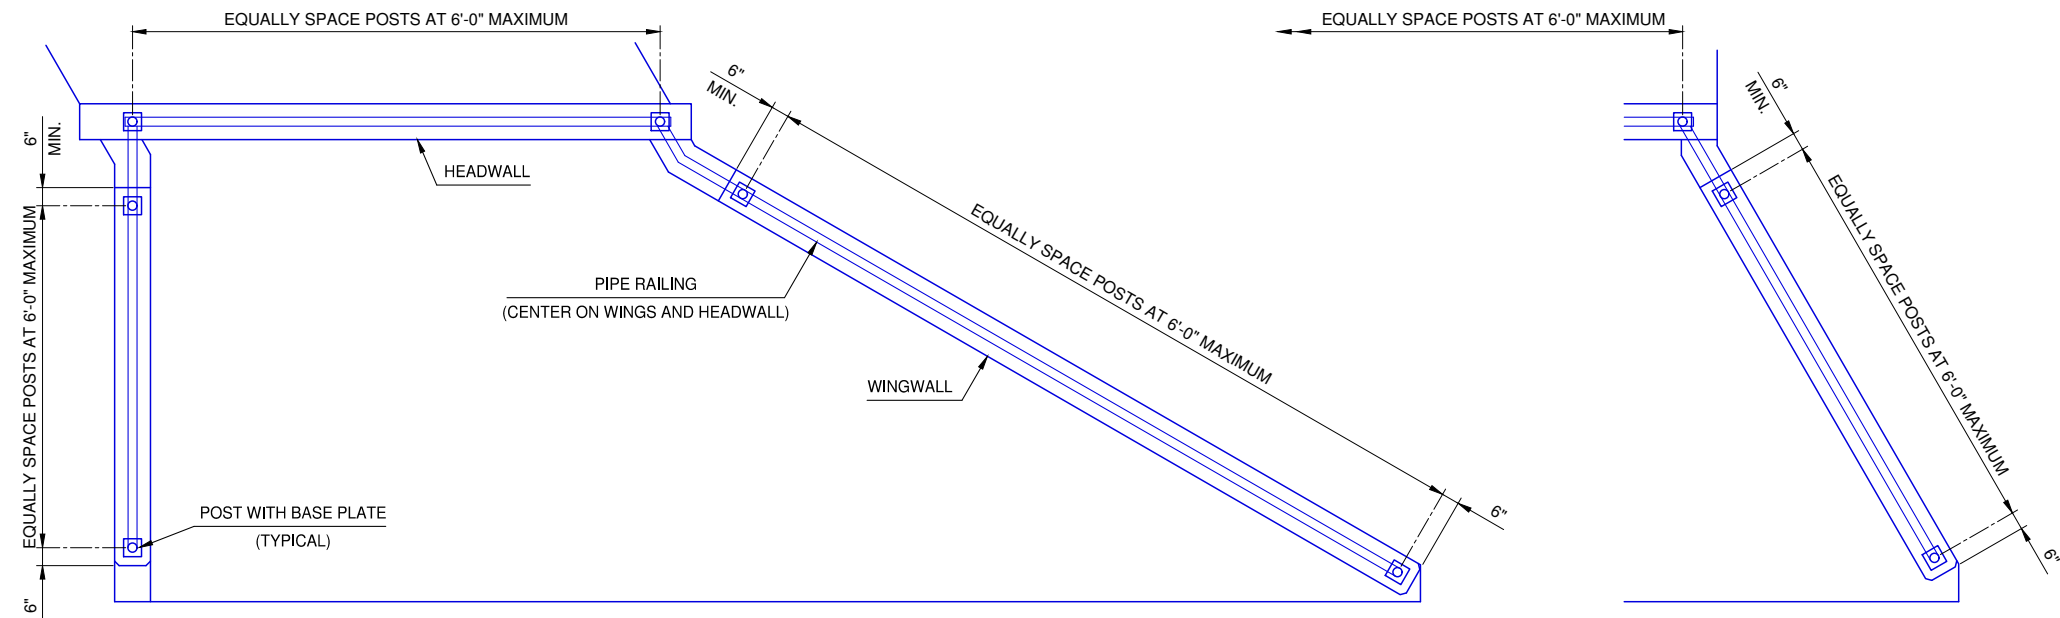 EQUALLY SPACE POSTS AT 6'-0" MAXIMUM
EQUALLY SPACE POSTS AT 6'-0" MAXIMUM
6"
MIN.
6"
MIN.
6"
MIN.
HEADWALL
EQUALLY SPACE POSTS AT 6'-0" MAXIMUM
EQUALLY SPACE POSTS AT 6'-0" MAXIMUM
EQUALLY SPACE POSTS AT 6'-0" MAXIMUM
PIPE RAILING
(CENTER ON WINGS AND HEADWALL)
WINGWALL
POST WITH BASE PLATE
(TYPICAL)
6"
6"
6"